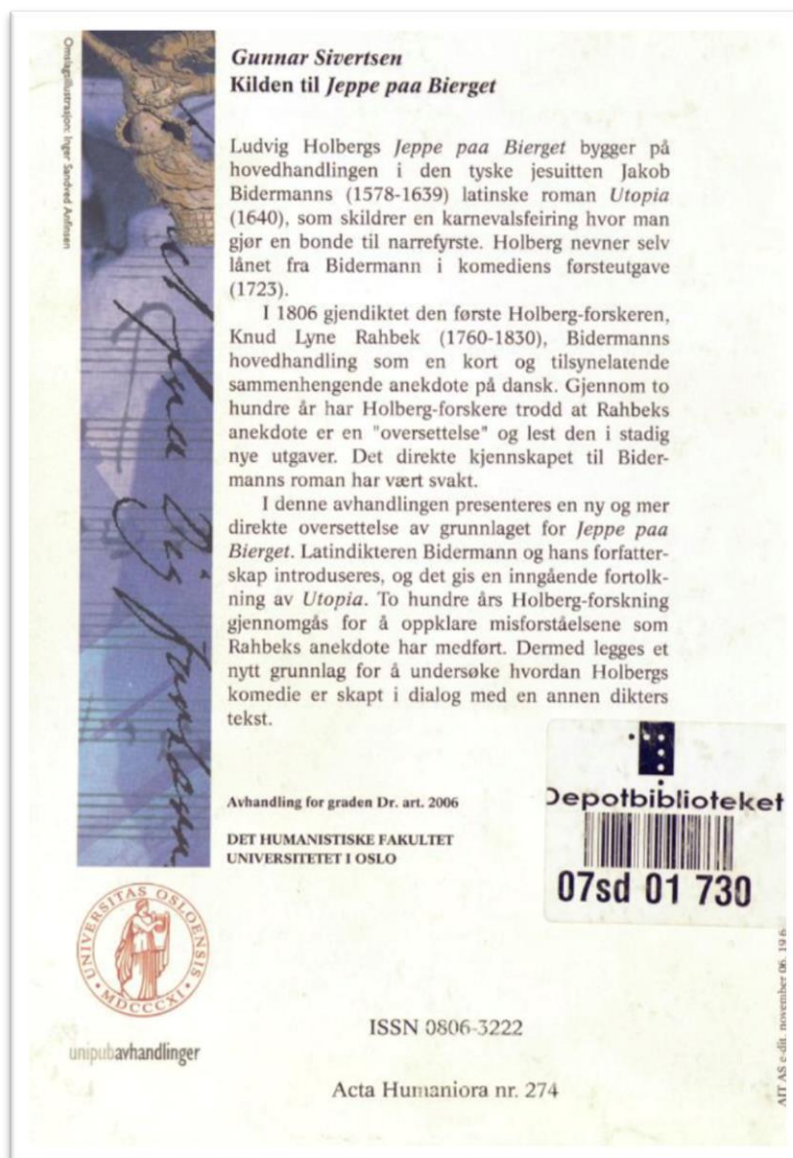 Omslagsillustrasjon: Inger Sandved Anfinsen
Gunnar Sivertsen
Kilden til Jeppe paa Bierget
Ludvig Holbergs Jeppe paa Bierget bygger på
hovedhandlingen i den tyske jesuitten Jakob
Bidermanns (1578-1639) latinske roman Utopia
(1640), som skildrer en karnevalsfeiring hvor man
gjør en bonde til narrefyrste. Holberg nevner selv
lånet fra Bidermann i komediens førsteutgave
(1723).
I 1806 gjendiktet den første Holberg-forskeren,
Knud Lyne Rahbek (1760-1830), Bidermanns
hovedhandling som en kort og tilsynelatende
sammenhengende anekdote på dansk. Gjennom to
hundre år har Holberg-forskere trodd at Rahbeks
anekdote er en "oversettelse" og lest den i stadig
nye utgaver. Det direkte kjennskapet til Bider-
manns roman har vært svakt.
I denne avhandlingen presenteres en ny og mer
direkte oversettelse av grunnlaget for Jeppe paa
Bierget. Latindikteren Bidermann og hans forfatter-
skap introduseres, og det gis en inngående fortolk-
ning av Utopia. To hundre års Holberg-forskning
gjennomgås for å oppklare misforståelsene som
Rahbeks anekdote har medført. Dermed legges et
nytt grunnlag for å undersøke hvordan Holbergs
komedie er skapt i dialog med en annen dikters
tekst.
Depotbiblioteket
07sd 01 730
Avhandling for graden Dr. art. 2006
DET HUMANISTISKE FAKULTET
UNIVERSITETET I OSLO
UNIVERSITAS OSLOENSIS
MDCCCXI
unipubavhandlinger
ISSN 0806-3222
Acta Humaniora nr. 274
AIT AS e-dit, november 06, 196